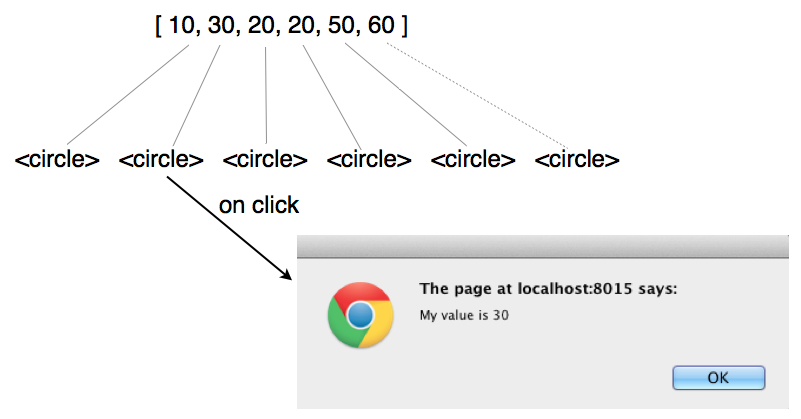 [ 10, 30, 20, 20, 50, 60 ]
<circle> <circle> <circle> <circle> <circle> <circle>
on click
The page at localhost:8015 says:
My value is 30
OK